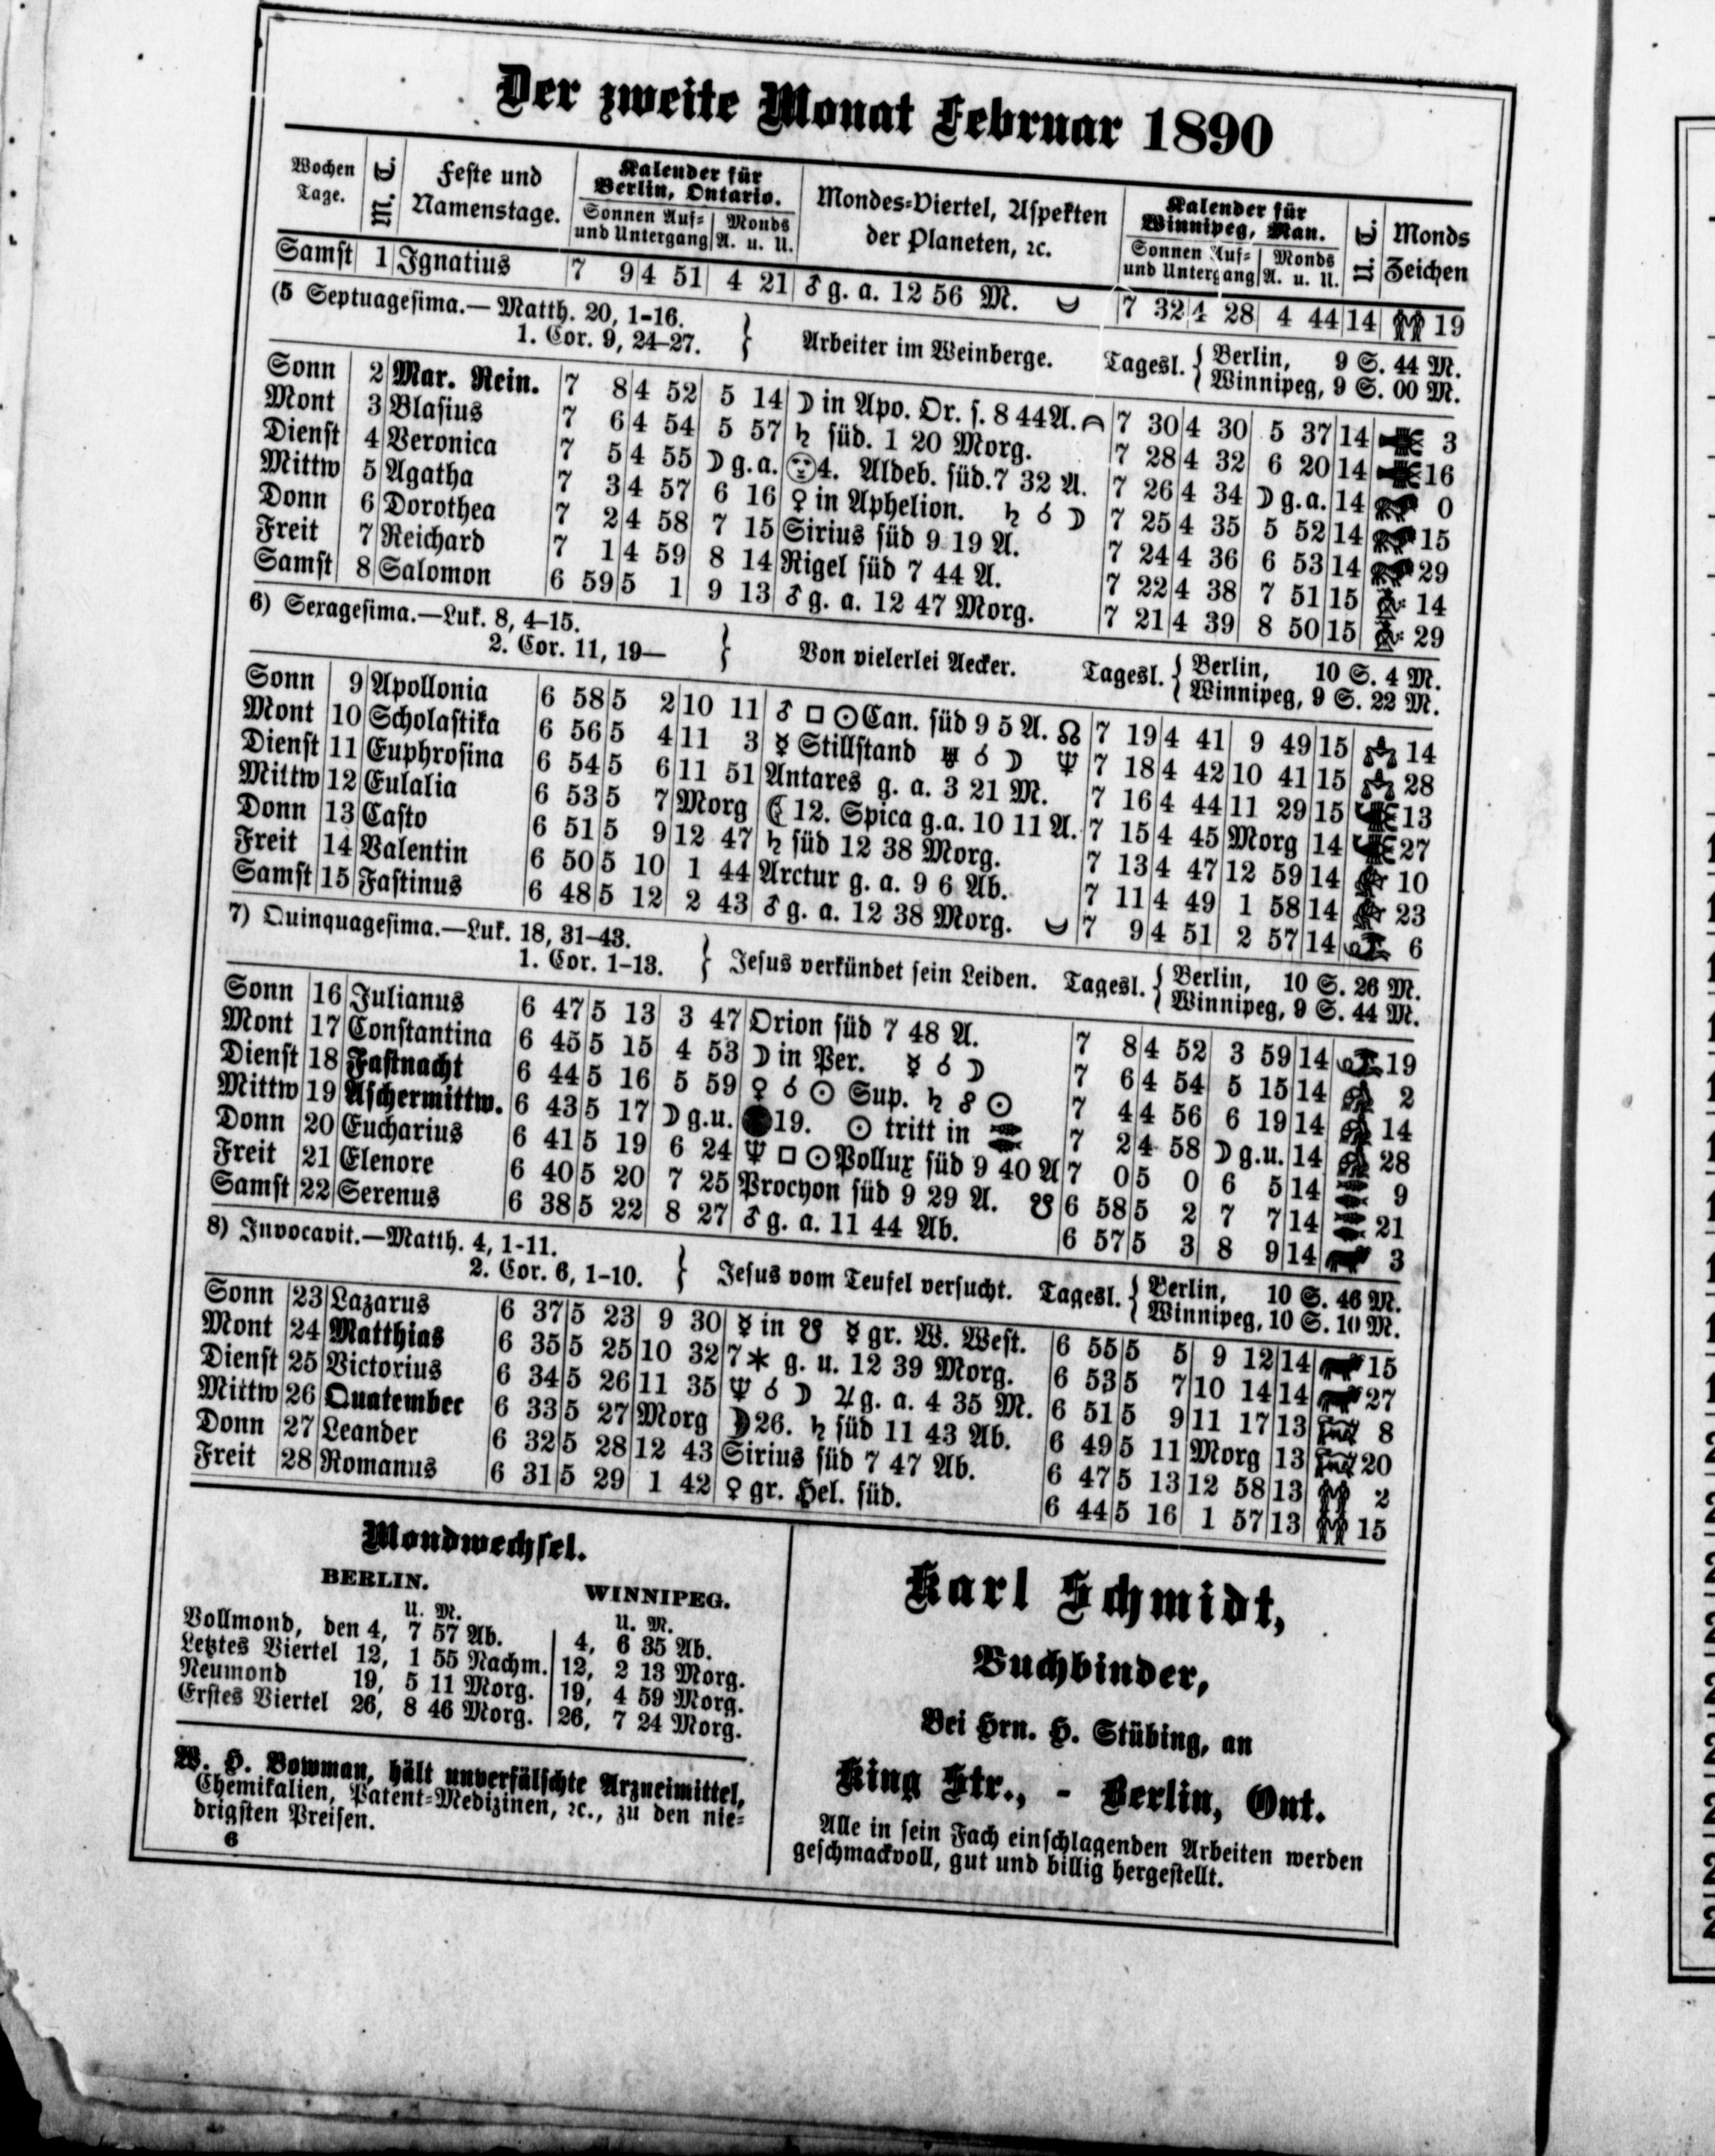 Der zweite Monat Februar 1890
Wochen Tage. | M. T. | Feste und Namenstage. | Kalender für Berlin, Ontario. Sonnen Auf= und Untergang | Monds A. u. U. | Mondes=Viertel, Aspekten der Planeten, ꝛc. | Kalender für Winnipeg, Man. Sonnen Auf= und Untergang | Monds A. u. U. | U. T. | Monds Zeichen
Samst 1 Ignatius 7 9 4 51 4 21 ♂ g. a. 12 56 M. ⌣ 7 32 4 28 4 44 14 ♊ 19
(5 Septuagesima.— Matth. 20, 1-16.
1. Cor. 9, 24–27. } Arbeiter im Weinberge. Tagesl. { Berlin, 9 S. 44 M.
Winnipeg, 9 S. 00 M.
Sonn 2 Mar. Rein. 7 8 4 52 5 14 ☽ in Apo. Or. s. 8 44 A. ⌢ 7 30 4 30 5 37 14 ♋ 3
Mont 3 Blasius 7 6 4 54 5 57 ♄ süd. 1 20 Morg. 7 28 4 32 6 20 14 ♋ 16
Dienst 4 Veronica 7 5 4 55 ☽ g.a. 🌝4. Aldeb. süd. 7 32 A. 7 26 4 34 ☽ g.a. 14 ♌ 0
Mittw 5 Agatha 7 3 4 57 6 16 ♀ in Aphelion. ♄ ☌ ☽ 7 25 4 35 5 52 14 ♌ 15
Donn 6 Dorothea 7 2 4 58 7 15 Sirius süd 9 19 A. 7 24 4 36 6 53 14 ♌ 29
Freit 7 Reichard 7 1 4 59 8 14 Rigel süd 7 44 A. 7 22 4 38 7 51 15 ♍ 14
Samst 8 Salomon 6 59 5 1 9 13 ♂ g. a. 12 47 Morg. 7 21 4 39 8 50 15 ♍ 29
6) Sexagesima.—Luk. 8, 4–15.
2. Cor. 11, 19— } Von vielerlei Aecker. Tagesl. { Berlin, 10 S. 4 M.
Winnipeg, 9 S. 22 M.
Sonn 9 Apollonia 6 58 5 2 10 11 ♂ □ ☉ Can. süd 9 5 A. ☊ 7 19 4 41 9 49 15 ♎ 14
Mont 10 Scholastika 6 56 5 4 11 3 ☿ Stillstand ♅ ☌ ☽ ♆ 7 18 4 42 10 41 15 ♎ 28
Dienst 11 Euphrosina 6 54 5 6 11 51 Antares g. a. 3 21 M. 7 16 4 44 11 29 15 ♏ 13
Mittw 12 Eulalia 6 53 5 7 Morg ☾ 12. Spica g.a. 10 11 A. 7 15 4 45 Morg 14 ♏ 27
Donn 13 Casto 6 51 5 9 12 47 ♄ süd 12 38 Morg. 7 13 4 47 12 59 14 ♐ 10
Freit 14 Valentin 6 50 5 10 1 44 Arctur g. a. 9 6 Ab. 7 11 4 49 1 58 14 ♐ 23
Samst 15 Fastinus 6 48 5 12 2 43 ♂ g. a. 12 38 Morg. ⌣ 7 9 4 51 2 57 14 ♑ 6
7) Quinquagesima.—Luk. 18, 31–43.
1. Cor. 1–13. } Jesus verkündet sein Leiden. Tagesl. { Berlin, 10 S. 26 M.
Winnipeg, 9 S. 44 M.
Sonn 16 Julianus 6 47 5 13 3 47 Orion süd 7 48 A. 7 8 4 52 3 59 14 ♑ 19
Mont 17 Constantina 6 45 5 15 4 53 ☽ in Per. ☿ ☌ ☽ 7 6 4 54 5 15 14 ♒ 2
Dienst 18 Fastnacht 6 44 5 16 5 59 ♀ ☌ ☉ Sup. ♄ ☍ ☉ 7 4 4 56 6 19 14 ♒ 14
Mittw 19 Aschermittw. 6 43 5 17 ☽ g.u. ●19. ☉ tritt in ♓ 7 2 4 58 ☽ g.u. 14 ♒ 28
Donn 20 Eucharius 6 41 5 19 6 24 ♆ □ ☉ Pollux süd 9 40 A 7 0 5 0 6 5 14 ♓ 9
Freit 21 Elenore 6 40 5 20 7 25 Procyon süd 9 29 A. ☋ 6 58 5 2 7 7 14 ♓ 21
Samst 22 Serenus 6 38 5 22 8 27 ♂ g. a. 11 44 Ab. 6 57 5 3 8 9 14 ♈ 3
8) Invocavit.—Matth. 4, 1-11.
2. Cor. 6, 1–10. } Jesus vom Teufel versucht. Tagesl. { Berlin, 10 S. 46 M.
Winnipeg, 10 S. 10 M.
Sonn 23 Lazarus 6 37 5 23 9 30 ☿ in ☋ ☿ gr. W. West. 6 55 5 5 9 12 14 ♉ 15
Mont 24 Matthias 6 35 5 25 10 32 7✶ g. u. 12 39 Morg. 6 53 5 7 10 14 14 ♉ 27
Dienst 25 Victorius 6 34 5 26 11 35 ♆ ☌ ☽ ♃ g. a. 4 35 M. 6 51 5 9 11 17 13 ♉ 8
Mittw 26 Quatember 6 33 5 27 Morg ☽26. ♄ süd 11 43 Ab. 6 49 5 11 Morg 13 ♉ 20
Donn 27 Leander 6 32 5 28 12 43 Sirius süd 7 47 Ab. 6 47 5 13 12 58 13 ♊ 2
Freit 28 Romanus 6 31 5 29 1 42 ♀ gr. Hel. süd. 6 44 5 16 1 57 13 ♊ 15
Mondwechsel.
BERLIN. WINNIPEG.
U. M. U. M.
Vollmond, den 4, 7 57 Ab. 4, 6 35 Ab.
Letztes Viertel 12, 1 55 Nachm. 12, 2 13 Morg.
Neumond 19, 5 11 Morg. 19, 4 59 Morg.
Erstes Viertel 26, 8 46 Morg. 26, 7 24 Morg.
W. H. Bowman, hält unverfälschte Arzneimittel,
Chemikalien, Patent=Medizinen, ꝛc., zu den nie=
drigsten Preisen.
6
Karl Schmidt,
Buchbinder,
Bei Hrn. H. Stübing, an
King Str., - Berlin, Ont.
Alle in sein Fach einschlagenden Arbeiten werden
geschmackvoll, gut und billig hergestellt.